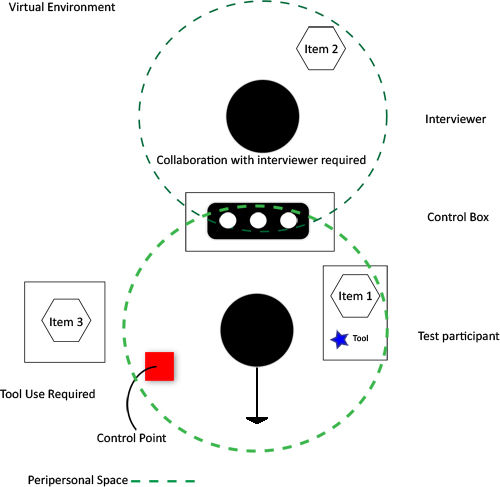 Virtual Environment
Item 2
Interviewer
Collaboration with interviewer required
Control Box
Item 1
Item 3
Tool
Test participant
Tool Use Required
Control Point
Peripersonal Space